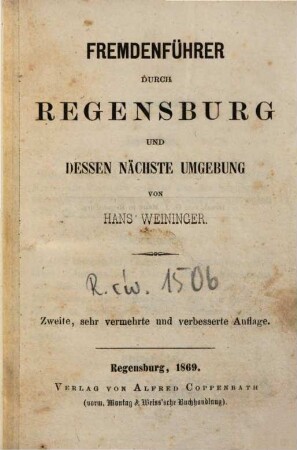 FREMDENFÜHRER
DURCH
REGENSBURG
UND
DESSEN NÄCHSTE UMGEBUNG
VON
HANS WEININGER.
R. civ. 1506
Zweite, sehr vermehrte und verbesserte Auflage.
Regensburg, 1869.
VERLAG VON ALFRED COPPENRATH
(vorm. Montag & Weiss'sche Buchhandlung).